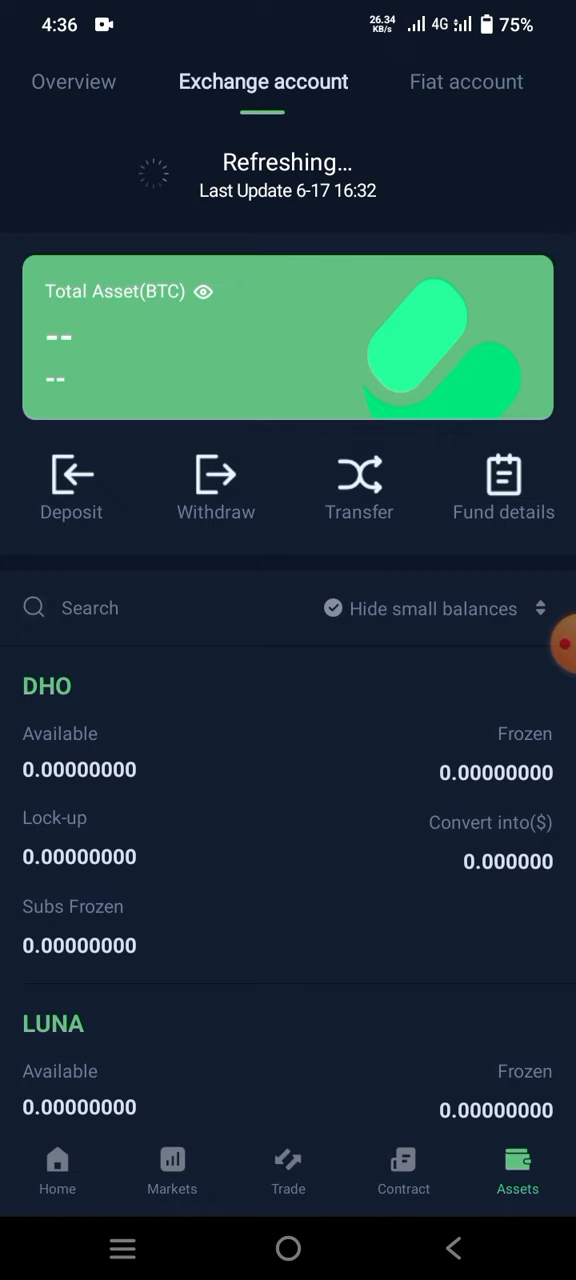 4:36 26.34 KB/s 4G 75%
Overview Exchange account Fiat account
Refreshing...
Last Update 6-17 16:32
Total Asset(BTC)
--
--
Deposit Withdraw Transfer Fund details
Search Hide small balances
DHO
Available Frozen
0.00000000 0.00000000
Lock-up Convert into($)
0.00000000 0.000000
Subs Frozen
0.00000000
LUNA
Available Frozen
0.00000000 0.00000000
Home Markets Trade Contract Assets